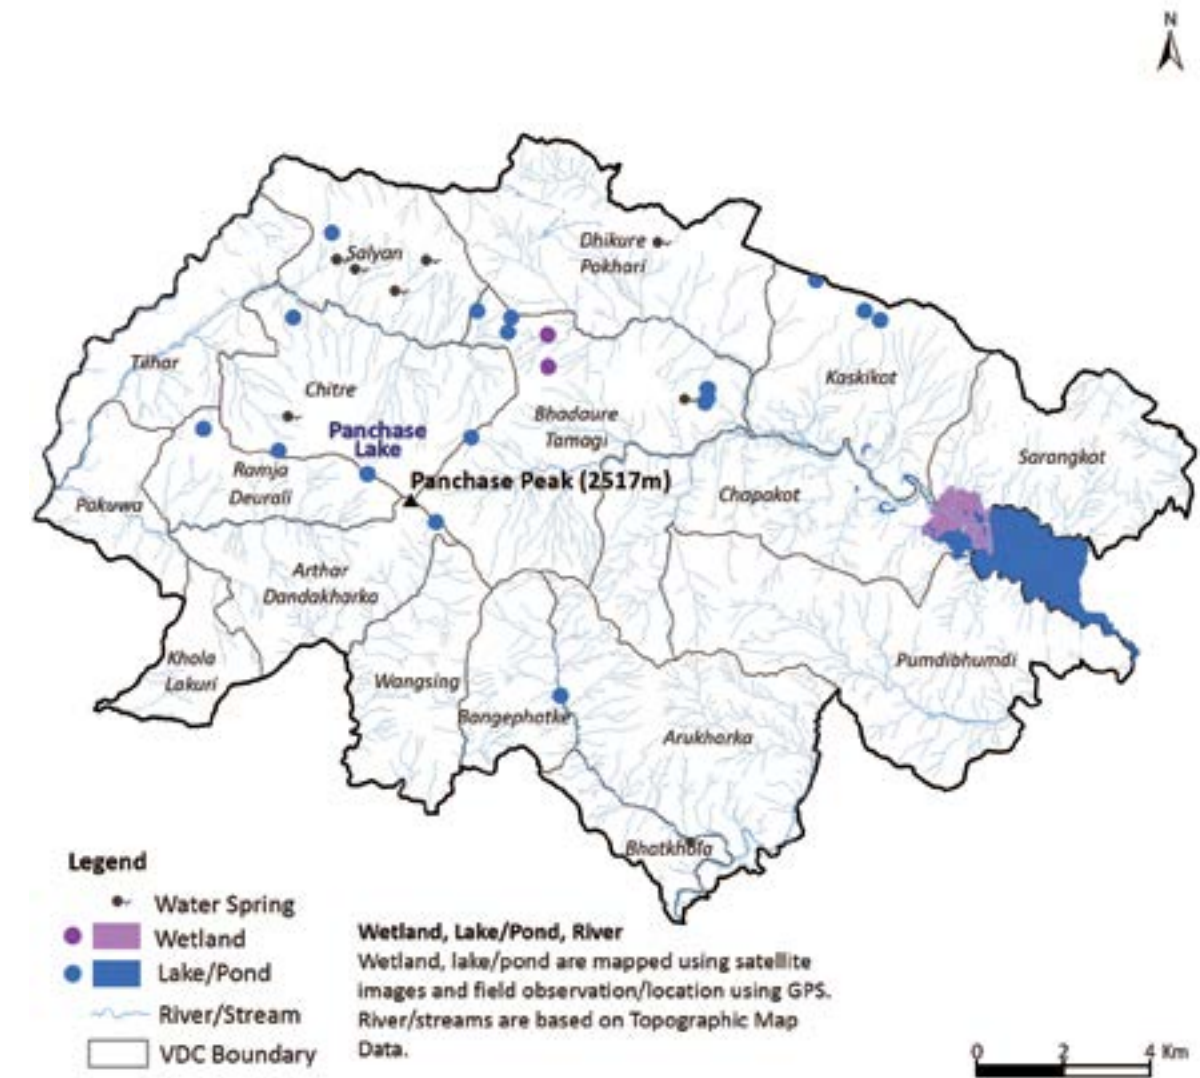 N
Dhikure
Pokhari
Salyan
Tilhar
Chitre
Kaskikot
Bhadaure
Tamagi
Panchase
Lake
Sarangkot
Ramja
Deurali
Panchase Peak (2517m)
Chapakot
Pakuwa
Arthar
Dandakharka
Khola
Lakuri
Wangsing
Pumdibhumdi
Bangephatke
Arukharka
Bhatkhola
Legend
Water Spring
Wetland
Lake/Pond
River/Stream
VDC Boundary
Wetland, Lake/Pond, River
Wetland, lake/pond are mapped using satellite
images and field observation/location using GPS.
River/streams are based on Topographic Map
Data.
0 2 4 Km